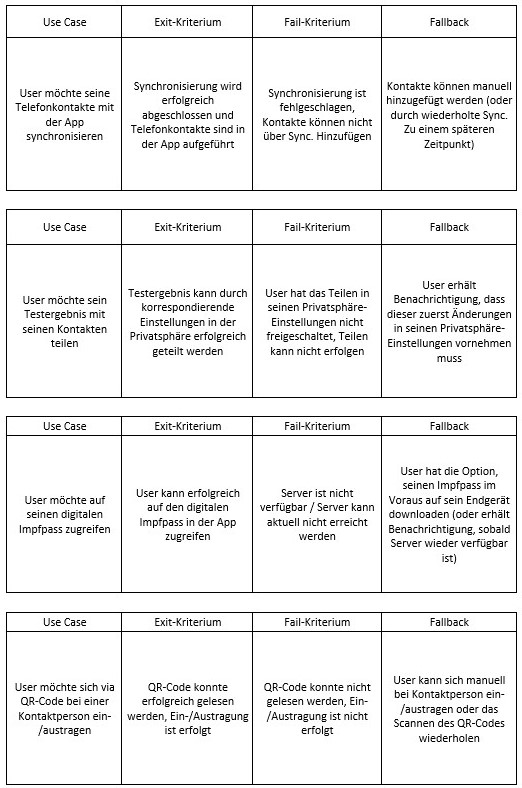 Use Case
Exit-Kriterium
Fail-Kriterium
Fallback
User möchte seine
Telefonkontakte mit
der App
synchronisieren
Synchronisierung wird
erfolgreich
abgeschlossen und
Telefonkontakte sind in
der App aufgeführt
Synchronisierung ist
fehlgeschlagen,
Kontakte können nicht
über Sync. Hinzufügen
Kontakte können manuell
hinzugefügt werden (oder
durch wiederholte Sync.
Zu einem späteren
Zeitpunkt)
Use Case
Exit-Kriterium
Fail-Kriterium
Fallback
User möchte sein
Testergebnis mit
seinen Kontakten
teilen
Testergebnis kann durch
korrespondierende
Einstellungen in der
Privatsphäre erfolgreich
geteilt werden
User hat das Teilen in
seinen Privatsphäre-
Einstellungen nicht
freigeschaltet, Teilen
kann nicht erfolgen
User erhält
Benachrichtigung, dass
dieser zuerst Änderungen
in seinen Privatsphäre-
Einstellungen vornehmen
muss
Use Case
Exit-Kriterium
Fail-Kriterium
Fallback
User möchte auf
seinen digitalen
Impfpass zugreifen
User kann erfolgreich
auf den digitalen
Impfpass in der App
zugreifen
Server ist nicht
verfügbar / Server kann
aktuell nicht erreicht
werden
User hat die Option,
seinen Impfpass im
Voraus auf sein Endgerät
downloaden (oder erhält
Benachrichtigung, sobald
Server wieder verfügbar
ist)
Use Case
Exit-Kriterium
Fail-Kriterium
Fallback
User möchte sich via
QR-Code bei einer
Kontaktperson ein-
/austragen
QR-Code konnte
erfolgreich gelesen
werden, Ein-/Austragung
ist erfolgt
QR-Code konnte nicht
gelesen werden, Ein-
/Austragung ist nicht
erfolgt
User kann sich manuell
bei Kontaktperson ein-
/austragen oder das
Scannen des QR-Codes
wiederholen